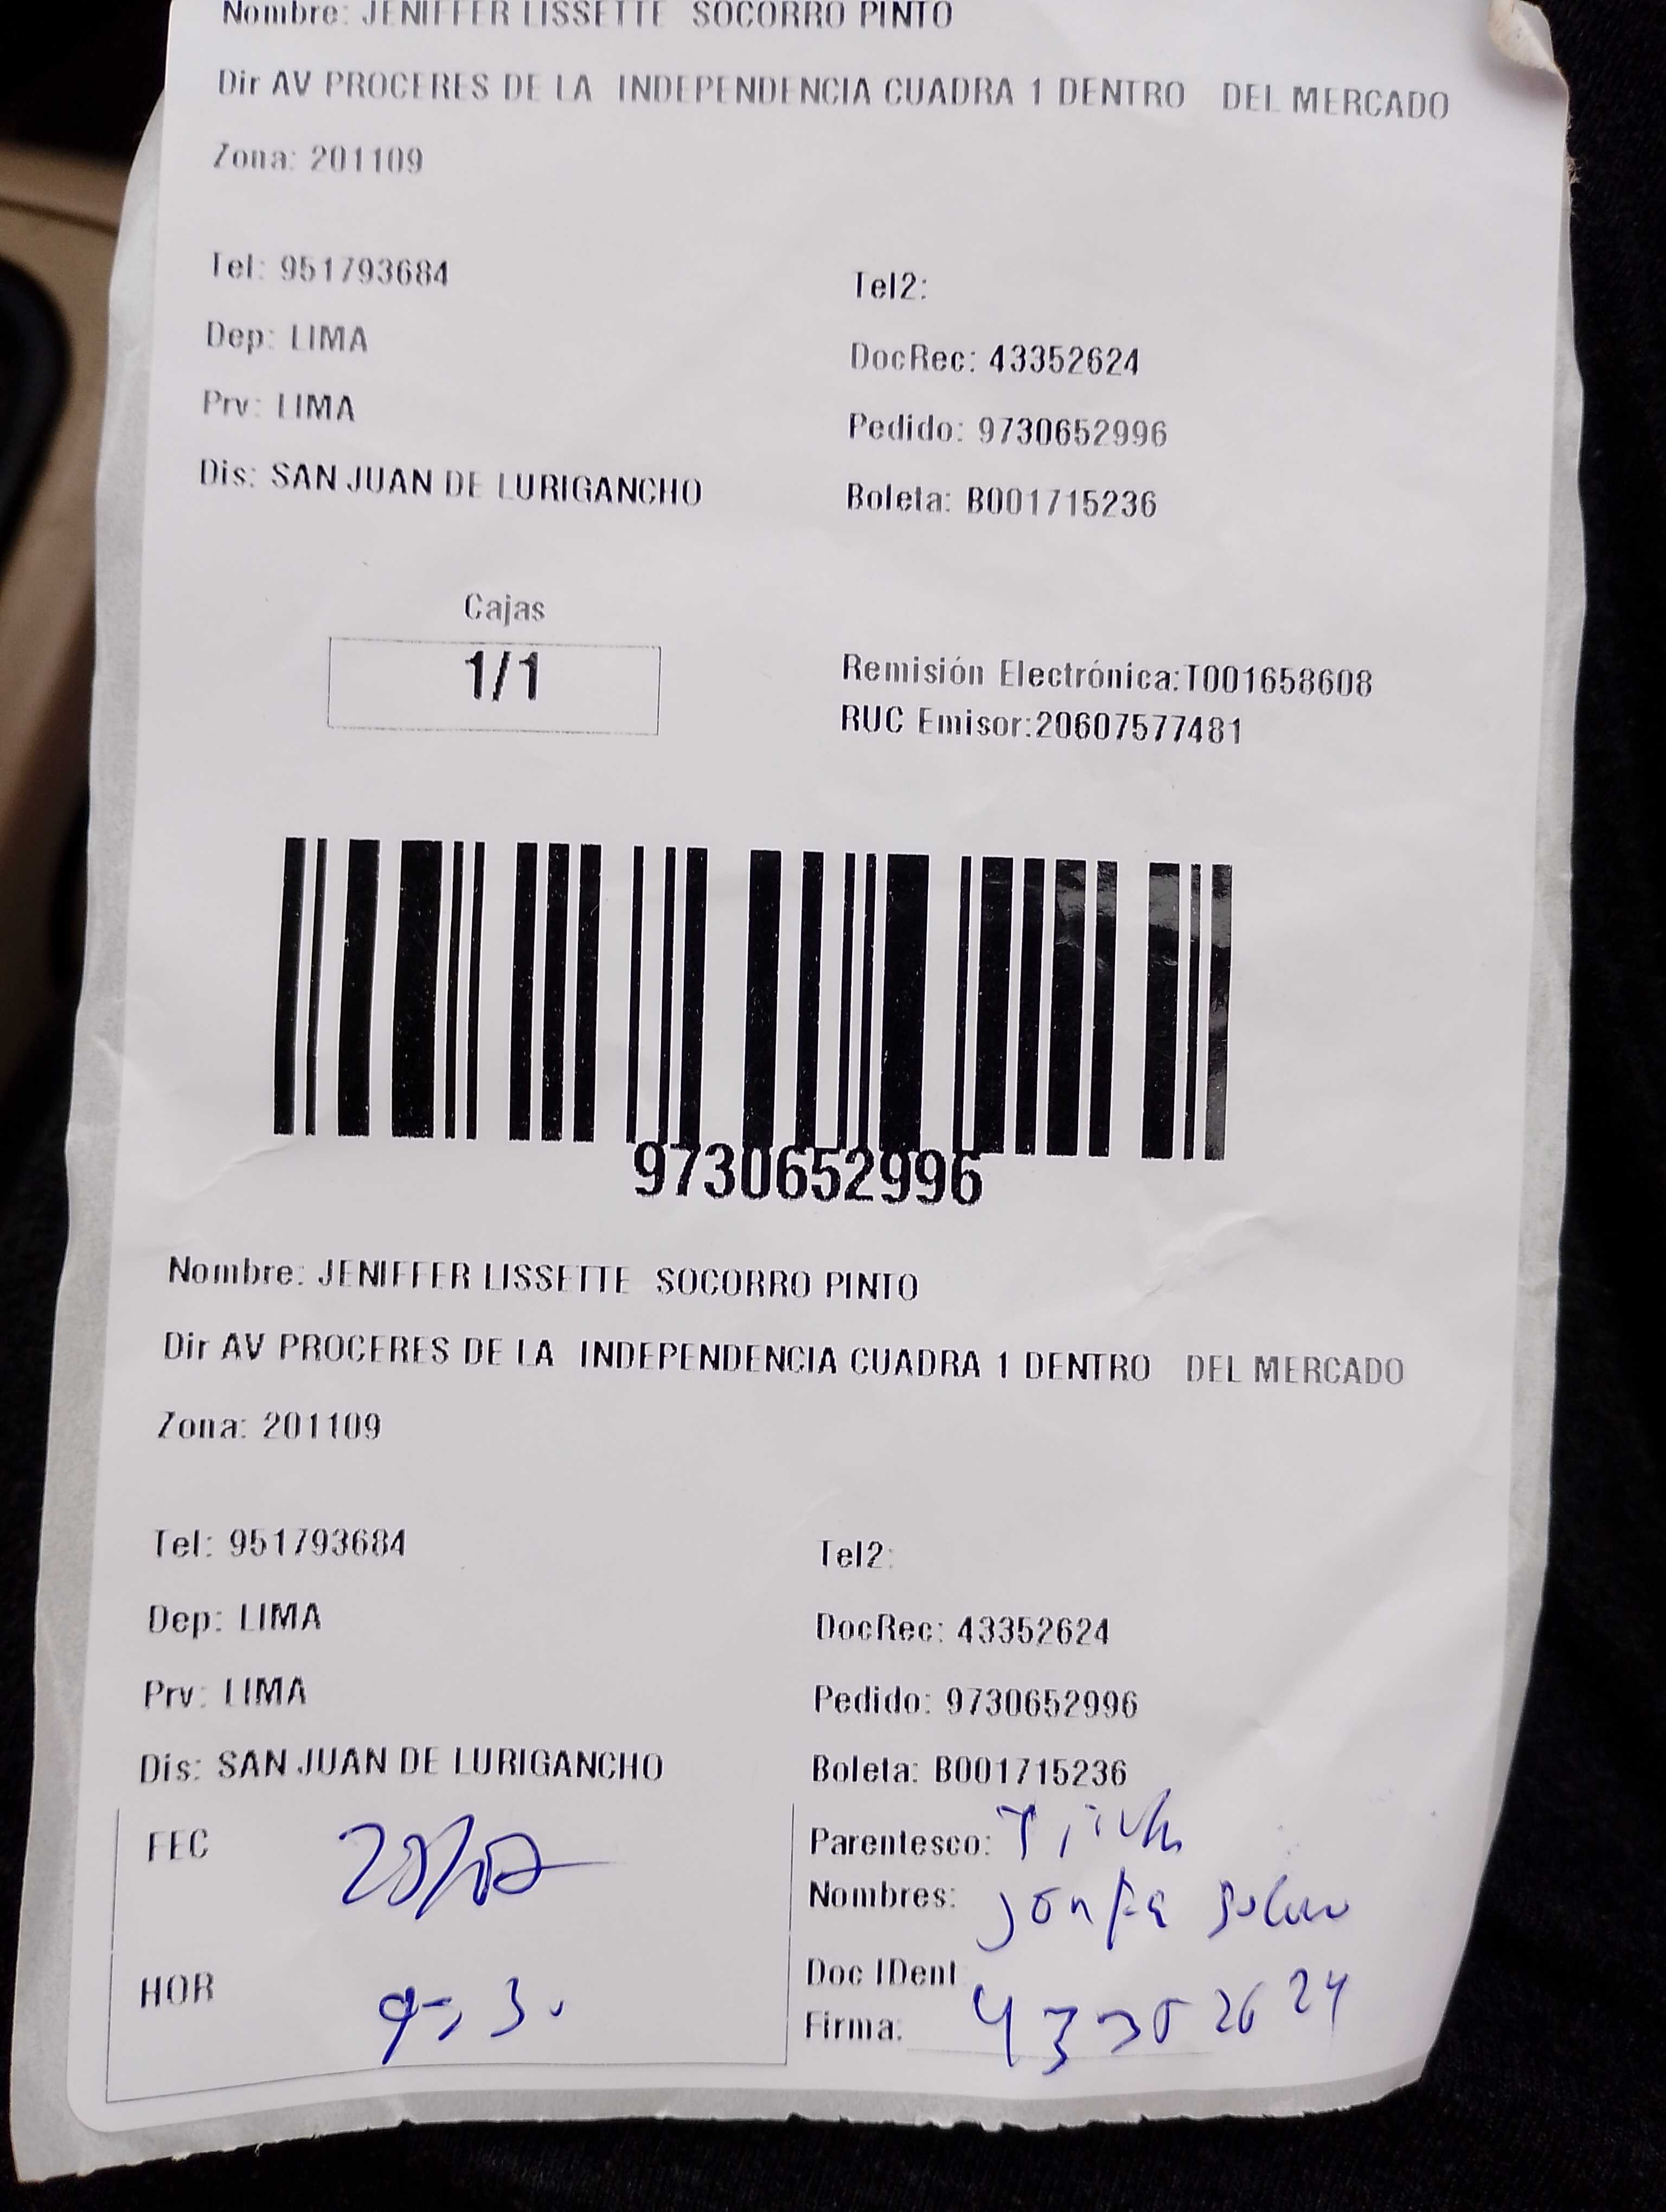 Nombre: JENIFFER LISSETTE SOCORRO PINTO
Dir AV PROCERES DE LA INDEPENDENCIA CUADRA 1 DENTRO DEL MERCADO
Zona: 201109
Tel: 951793684
Tel2:
Dep: LIMA
DocRec: 43352624
Prv: LIMA
Pedido: 9730652996
Dis: SAN JUAN DE LURIGANCHO
Boleta: B001715236
Cajas
1/1
Remisión Electrónica:T001658608
RUC Emisor:20607577481
9730652996
Nombre: JENIFFER LISSETTE SOCORRO PINTO
Dir AV PROCERES DE LA INDEPENDENCIA CUADRA 1 DENTRO DEL MERCADO
Zona: 201109
Tel: 951793684
Tel2:
Dep: LIMA
DocRec: 43352624
Prv: LIMA
Pedido: 9730652996
Dis: SAN JUAN DE LURIGANCHO
Boleta: B001715236
FEC
Parentesco:
Nombres:
HOR
Doc IDent
Firma: 43352624